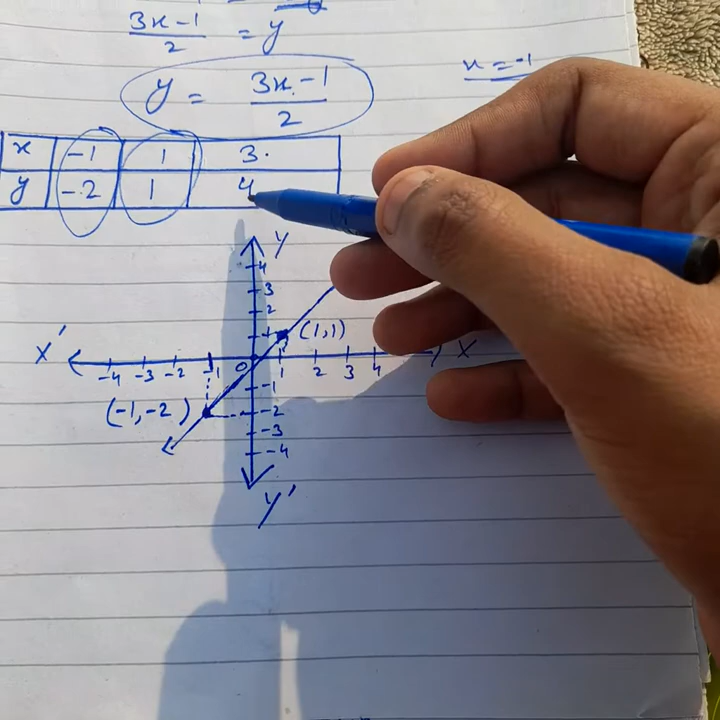 3x-1/2 = y
x = -1
y = 3x-1/2
x -1 1 3
y -2 1 4
Y
4
3
2
1
(1,1)
X' -4 -3 -2 -1 0 1 2 3 4 X
-1
(-1,-2) -2
-3
-4
Y'